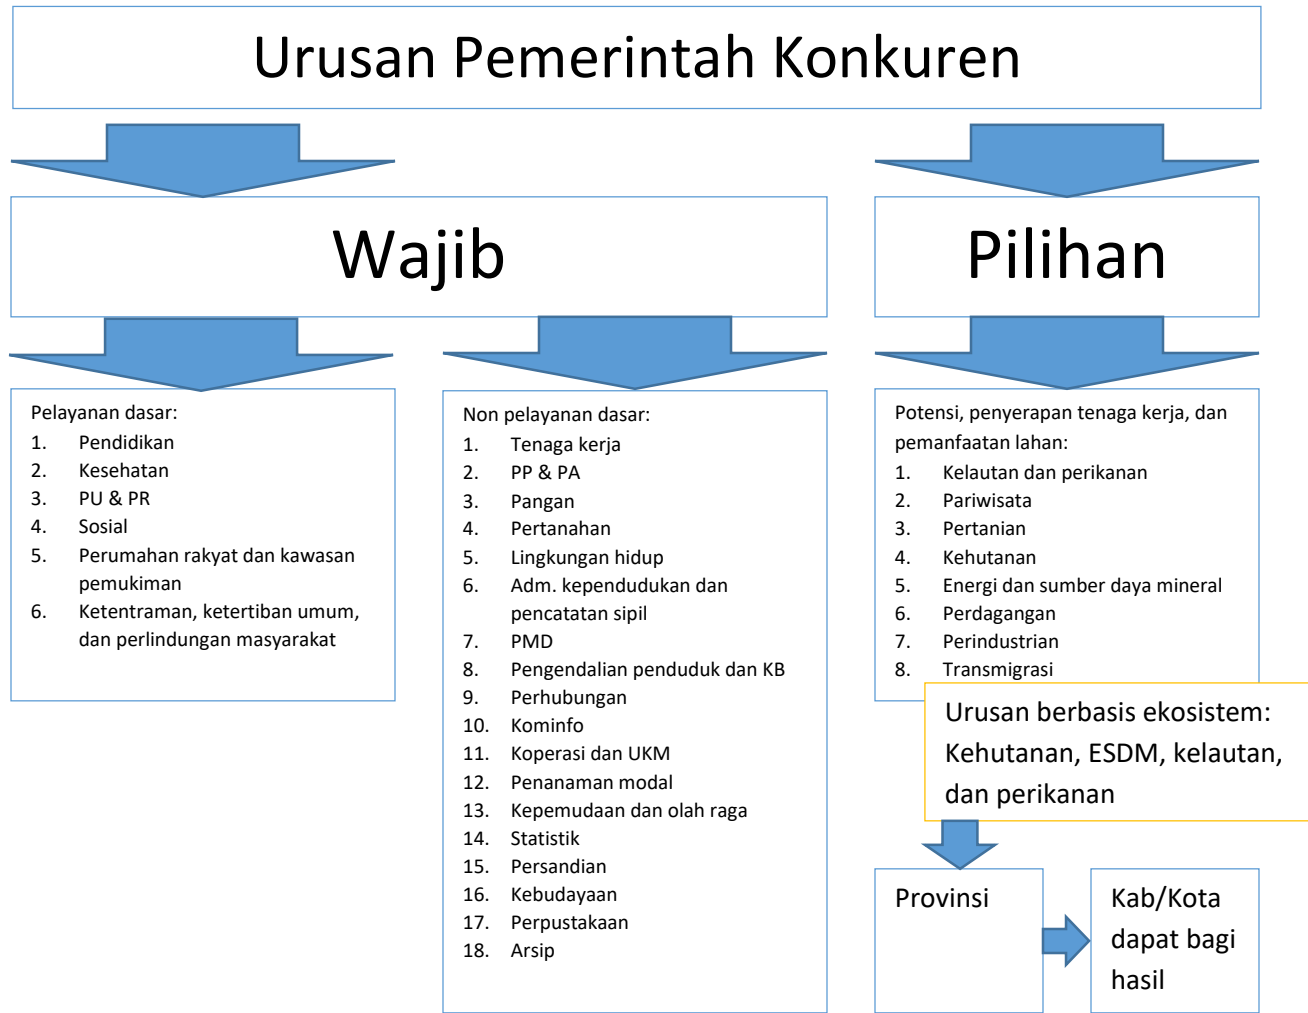 Urusan Pemerintah Konkuren
Wajib
Pilihan
Pelayanan dasar:
1. Pendidikan
2. Kesehatan
3. PU & PR
4. Sosial
5. Perumahan rakyat dan kawasan
pemukiman
6. Ketentraman, ketertiban umum,
dan perlindungan masyarakat
Non pelayanan dasar:
1. Tenaga kerja
2. PP & PA
3. Pangan
4. Pertanahan
5. Lingkungan hidup
6. Adm. kependudukan dan
pencatatan sipil
7. PMD
8. Pengendalian penduduk dan KB
9. Perhubungan
10. Kominfo
11. Koperasi dan UKM
12. Penanaman modal
13. Kepemudaan dan olah raga
14. Statistik
15. Persandian
16. Kebudayaan
17. Perpustakaan
18. Arsip
Potensi, penyerapan tenaga kerja, dan
pemanfaatan lahan:
1. Kelautan dan perikanan
2. Pariwisata
3. Pertanian
4. Kehutanan
5. Energi dan sumber daya mineral
6. Perdagangan
7. Perindustrian
8. Transmigrasi
Urusan berbasis ekosistem:
Kehutanan, ESDM, kelautan,
dan perikanan
Provinsi
Kab/Kota
dapat bagi
hasil